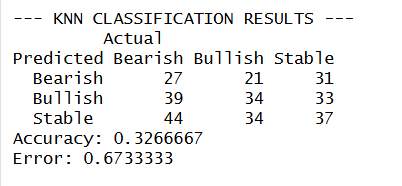 --- KNN CLASSIFICATION RESULTS ---
Actual
Predicted Bearish Bullish Stable
Bearish 27 21 31
Bullish 39 34 33
Stable 44 34 37
Accuracy: 0.3266667
Error: 0.6733333